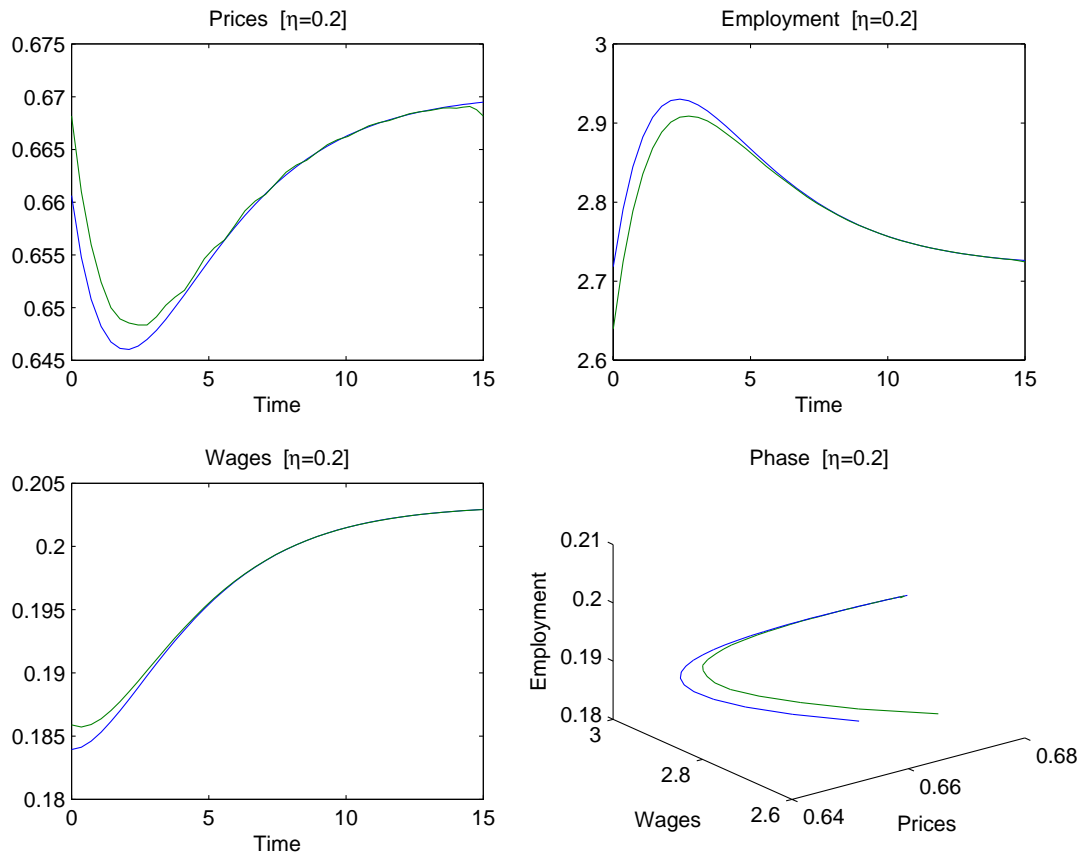 Prices [η=0.2]
0.675
0.67
0.665
0.66
0.655
0.65
0.645
0 5 10 15
Time
Employment [η=0.2]
3
2.9
2.8
2.7
2.6
0 5 10 15
Time
Wages [η=0.2]
0.205
0.2
0.195
0.19
0.185
0.18
0 5 10 15
Time
Phase [η=0.2]
0.21
0.2
0.19
0.18
Employment
3
2.8
2.6
Wages
0.64
0.66
0.68
Prices